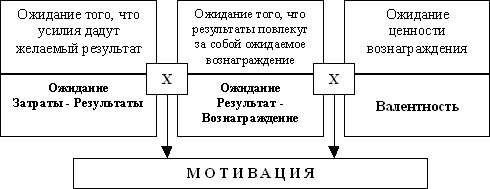 Ожидание того, что
усилия дадут
желаемый результат
Ожидание того, что
результаты повлекут
за собой ожидаемое
вознаграждение
Ожидание
ценности
вознаграждения
X
X
Ожидание
Затраты - Результаты
Ожидание
Результат -
Вознаграждение
Валентность
МОТИВАЦИЯ